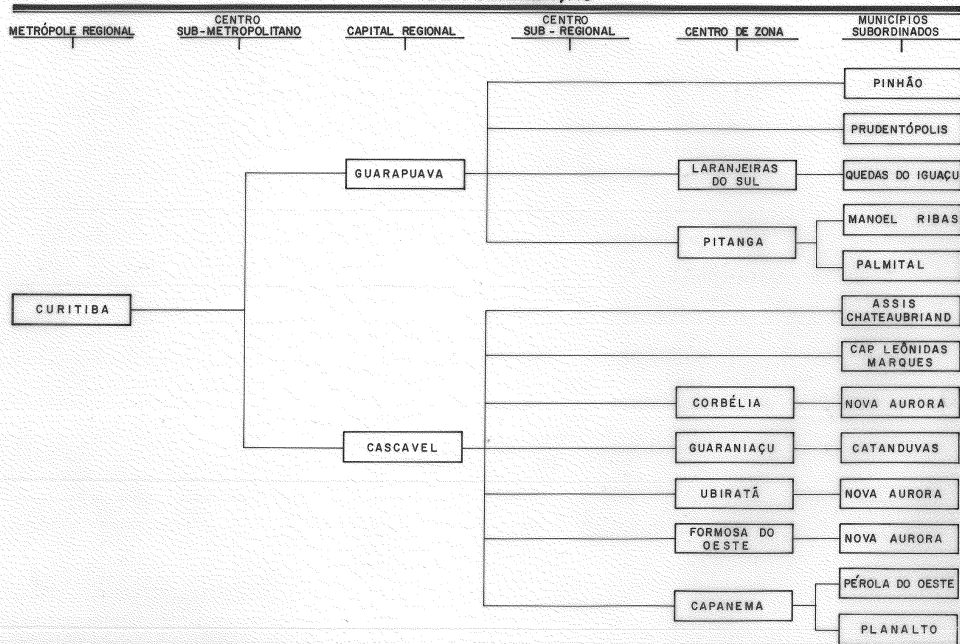 METRÓPOLE REGIONAL
CENTRO
SUB-METROPOLITANO
CAPITAL REGIONAL
CENTRO
SUB - REGIONAL
CENTRO DE ZONA
MUNICÍPIOS
SUBORDINADOS
PINHÃO
PRUDENTÓPOLIS
GUARAPUAVA
LARANJEIRAS
DO SUL
QUEDAS DO IGUAÇU
MANOEL RIBAS
PITANGA
PALMITAL
CURITIBA
ASSIS
CHATEAUBRIAND
CAP LEÔNIDAS
MARQUES
CORBÉLIA
NOVA AURORA
CASCAVEL
GUARANIAÇU
CATANDUVAS
UBIRATÃ
NOVA AURORA
FORMOSA DO
OESTE
NOVA AURORA
PÉROLA DO OESTE
CAPANEMA
PLANALTO